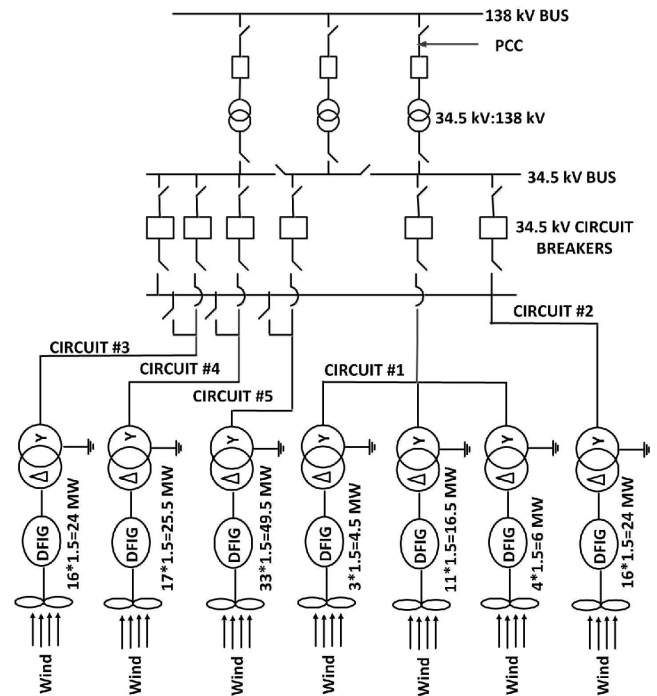 138 kV BUS
PCC
34.5 kV:138 kV
34.5 kV BUS
34.5 kV CIRCUIT
BREAKERS
CIRCUIT #2
CIRCUIT #3
CIRCUIT #4
CIRCUIT #1
CIRCUIT #5
Y
Δ
DFIG
16*1.5=24 MW
Wind
Y
Δ
DFIG
17*1.5=25.5 MW
Wind
Y
Δ
DFIG
33*1.5=49.5 MW
Wind
Y
Δ
DFIG
3*1.5=4.5 MW
Wind
Y
Δ
DFIG
11*1.5=16.5 MW
Wind
Y
Δ
DFIG
4*1.5=6 MW
Wind
Y
Δ
DFIG
16*1.5=24 MW
Wind